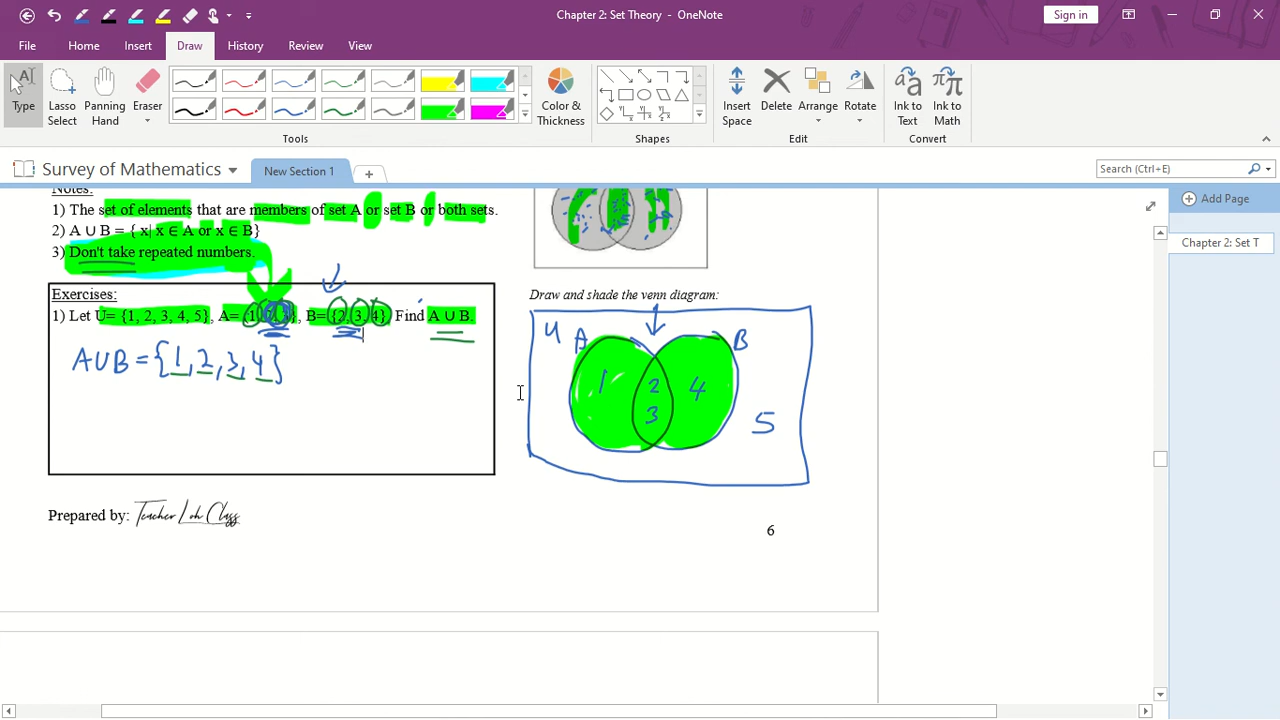 Chapter 2: Set Theory - OneNote
Sign in
File Home Insert Draw History Review View
Type
Lasso Select
Panning Hand
Eraser
Color & Thickness
Insert Space
Delete
Arrange
Rotate
Ink to Text
Ink to Math
Tools
Shapes
Edit
Convert
Survey of Mathematics
New Section 1
Search (Ctrl+E)
Add Page
Chapter 2: Set T
Notes:
1) The set of elements that are members of set A or set B or both sets.
2) A ∪ B = { x| x ∈ A or x ∈ B}
3) Don't take repeated numbers.
Exercises:
1) Let U= {1, 2, 3, 4, 5}, A= {1, 2, 3}, B= {2, 3, 4}. Find A ∪ B.
A∪B={1,2,3,4}
Draw and shade the venn diagram:
U
A
B
1
2
3
4
5
Prepared by: Teacher Loh Class
6